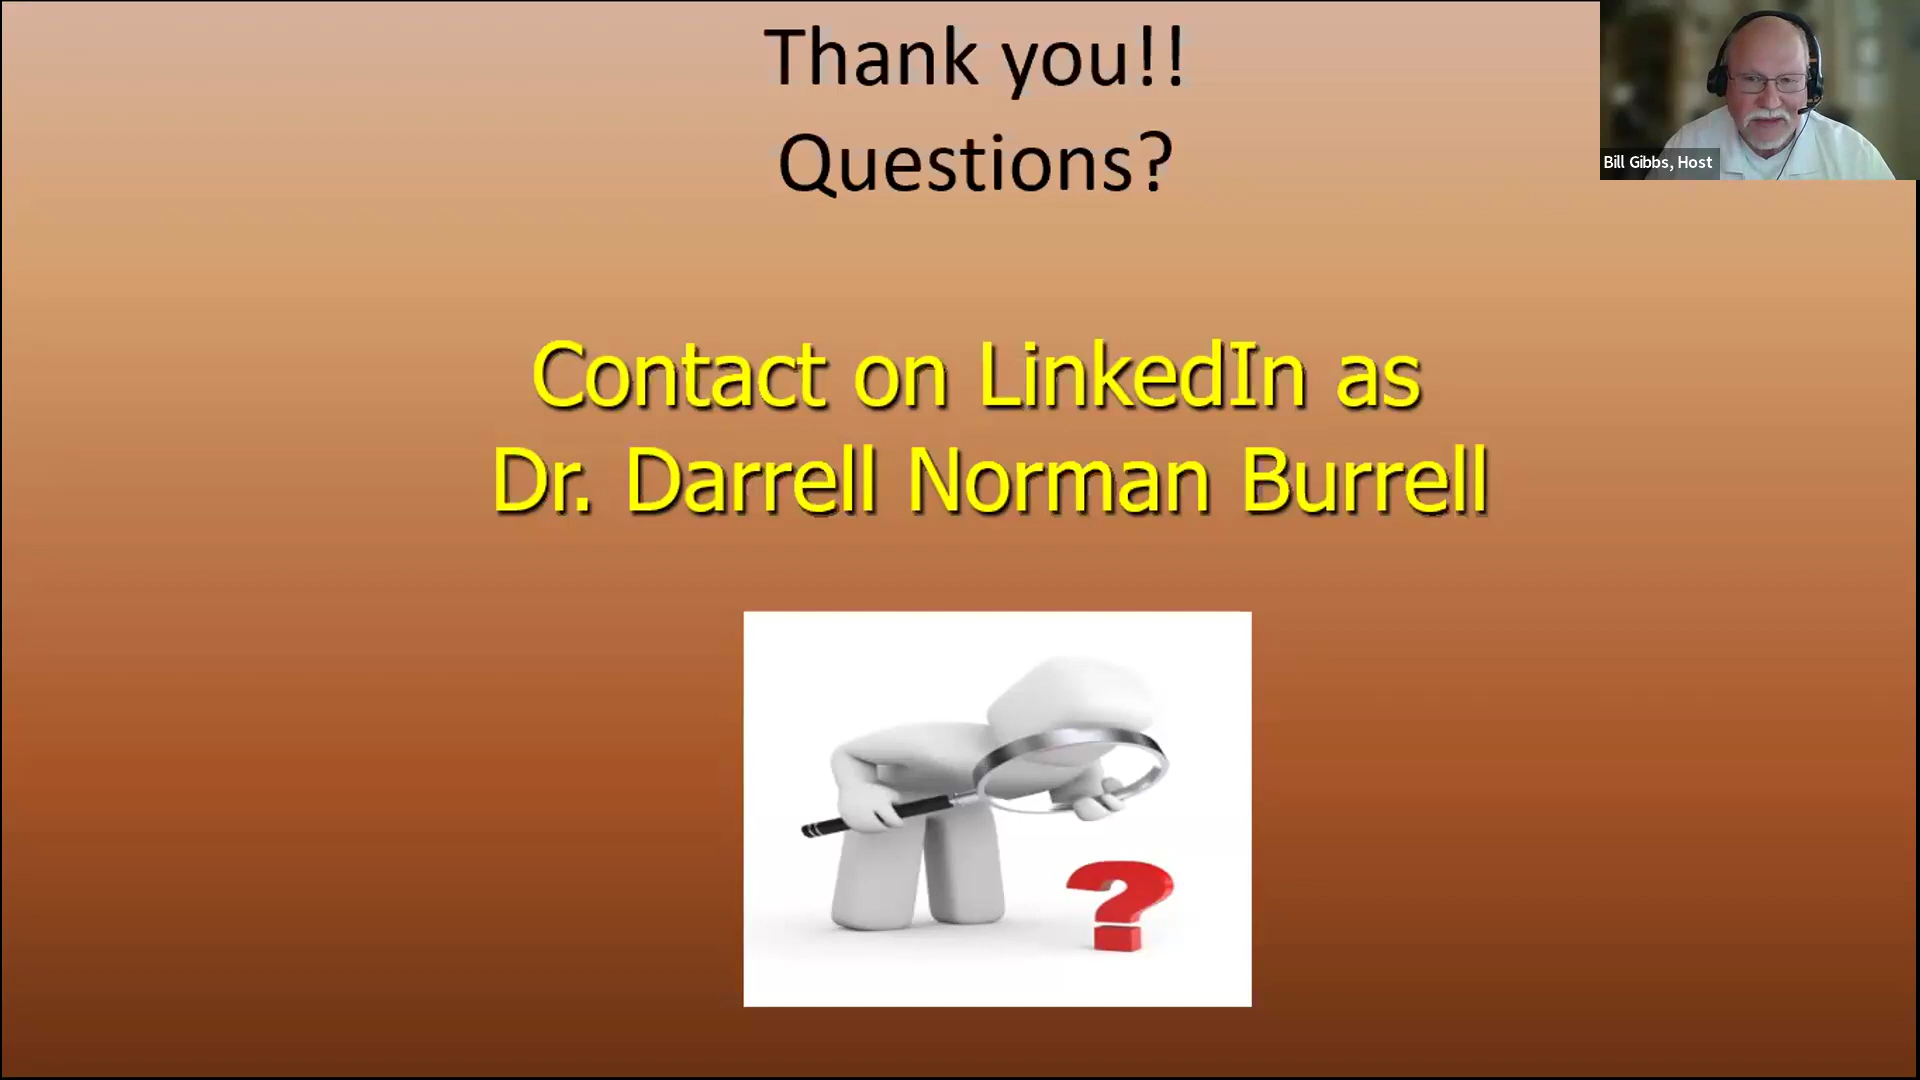 Thank you!!
Questions?
Bill Gibbs, Host
Contact on LinkedIn as
Dr. Darrell Norman Burrell
?